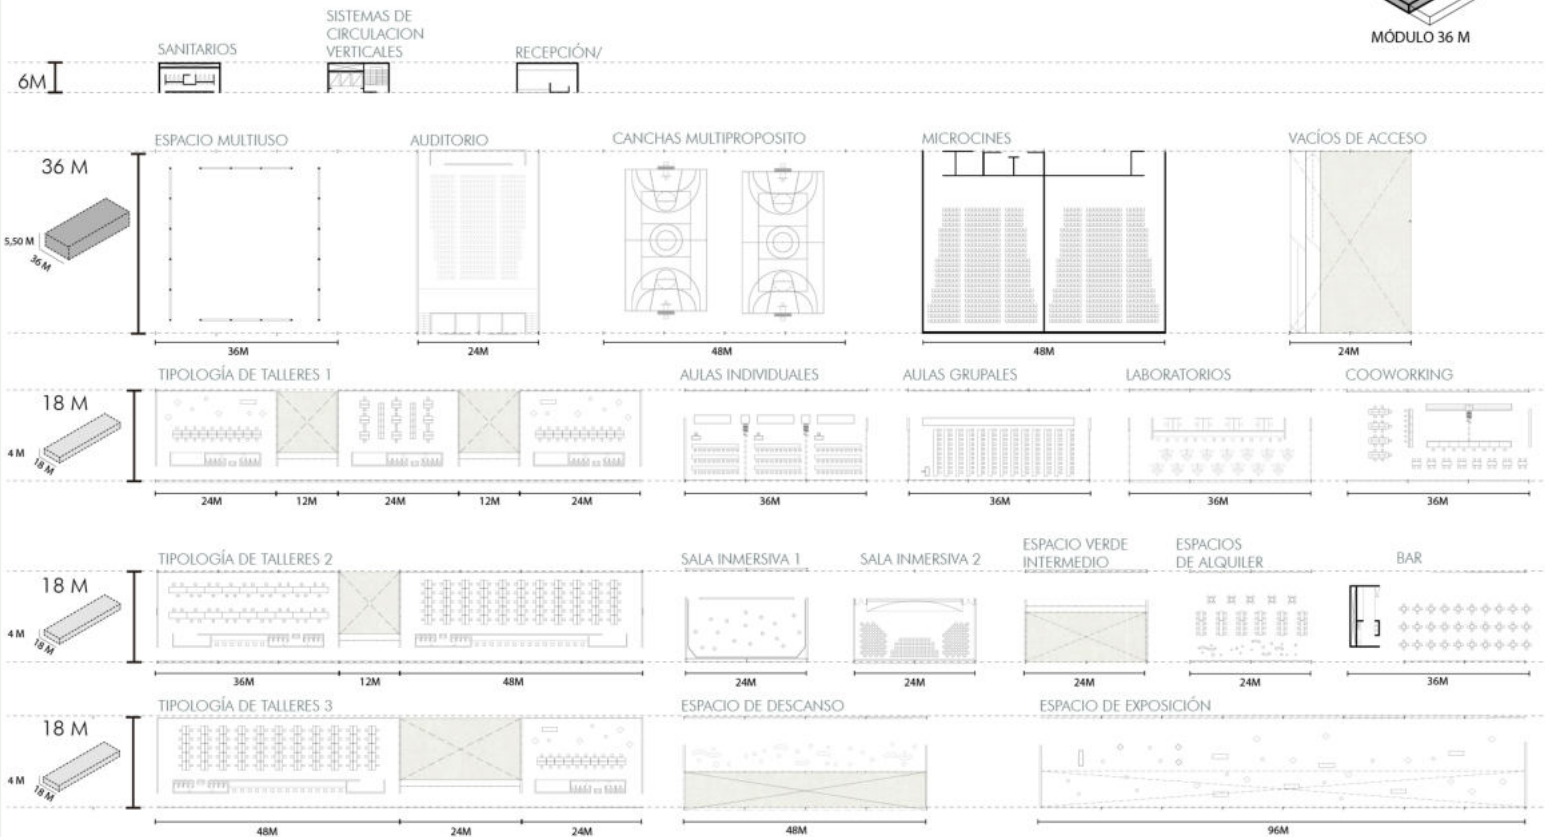 MÓDULO 36 M
SANITARIOS
SISTEMAS DE
CIRCULACION
VERTICALES
RECEPCIÓN/
6M
ESPACIO MULTIUSO
AUDITORIO
CANCHAS MULTIPROPOSITO
MICROCINES
VACÍOS DE ACCESO
36 M
5,50 M
36 M
36M
24M
48M
48M
24M
TIPOLOGÍA DE TALLERES 1
AULAS INDIVIDUALES
AULAS GRUPALES
LABORATORIOS
COOWORKING
18 M
4 M
18 M
24M
12M
24M
12M
24M
36M
36M
36M
36M
TIPOLOGÍA DE TALLERES 2
SALA INMERSIVA 1
SALA INMERSIVA 2
ESPACIO VERDE
INTERMEDIO
ESPACIOS
DE ALQUILER
BAR
18 M
4 M
18 M
36M
12M
48M
24M
24M
24M
24M
36M
TIPOLOGÍA DE TALLERES 3
ESPACIO DE DESCANSO
ESPACIO DE EXPOSICIÓN
18 M
4 M
18 M
48M
24M
24M
48M
96M